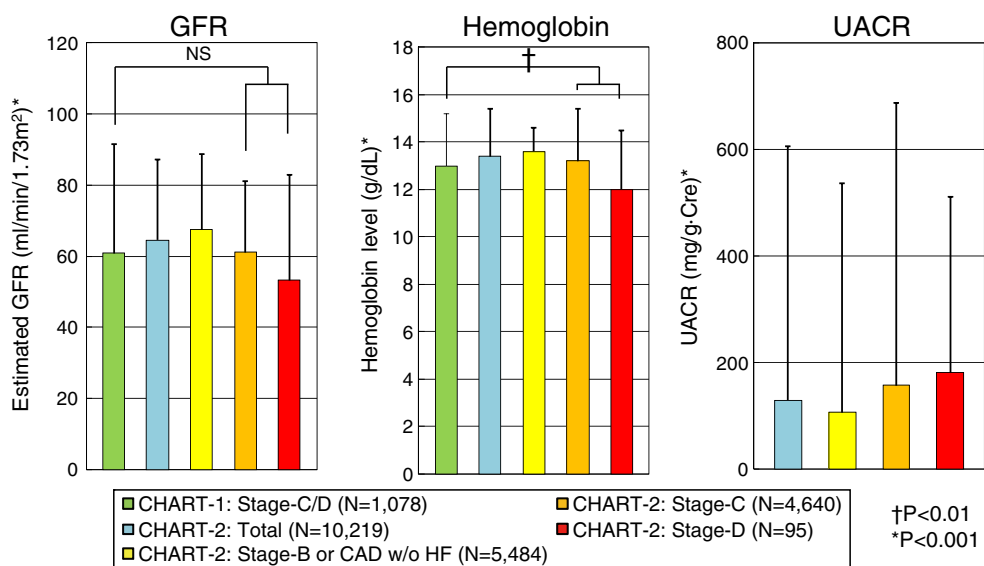 GFR
Estimated GFR (ml/min/1.73m²)*
120
100
80
60
40
20
0
NS
Hemoglobin
Hemoglobin level (g/dL)*
18
16
14
12
10
8
6
4
2
0
†
UACR
UACR (mg/g·Cre)*
800
600
400
200
0
CHART-1: Stage-C/D (N=1,078)
CHART-2: Total (N=10,219)
CHART-2: Stage-B or CAD w/o HF (N=5,484)
CHART-2: Stage-C (N=4,640)
CHART-2: Stage-D (N=95)
†P<0.01
*P<0.001